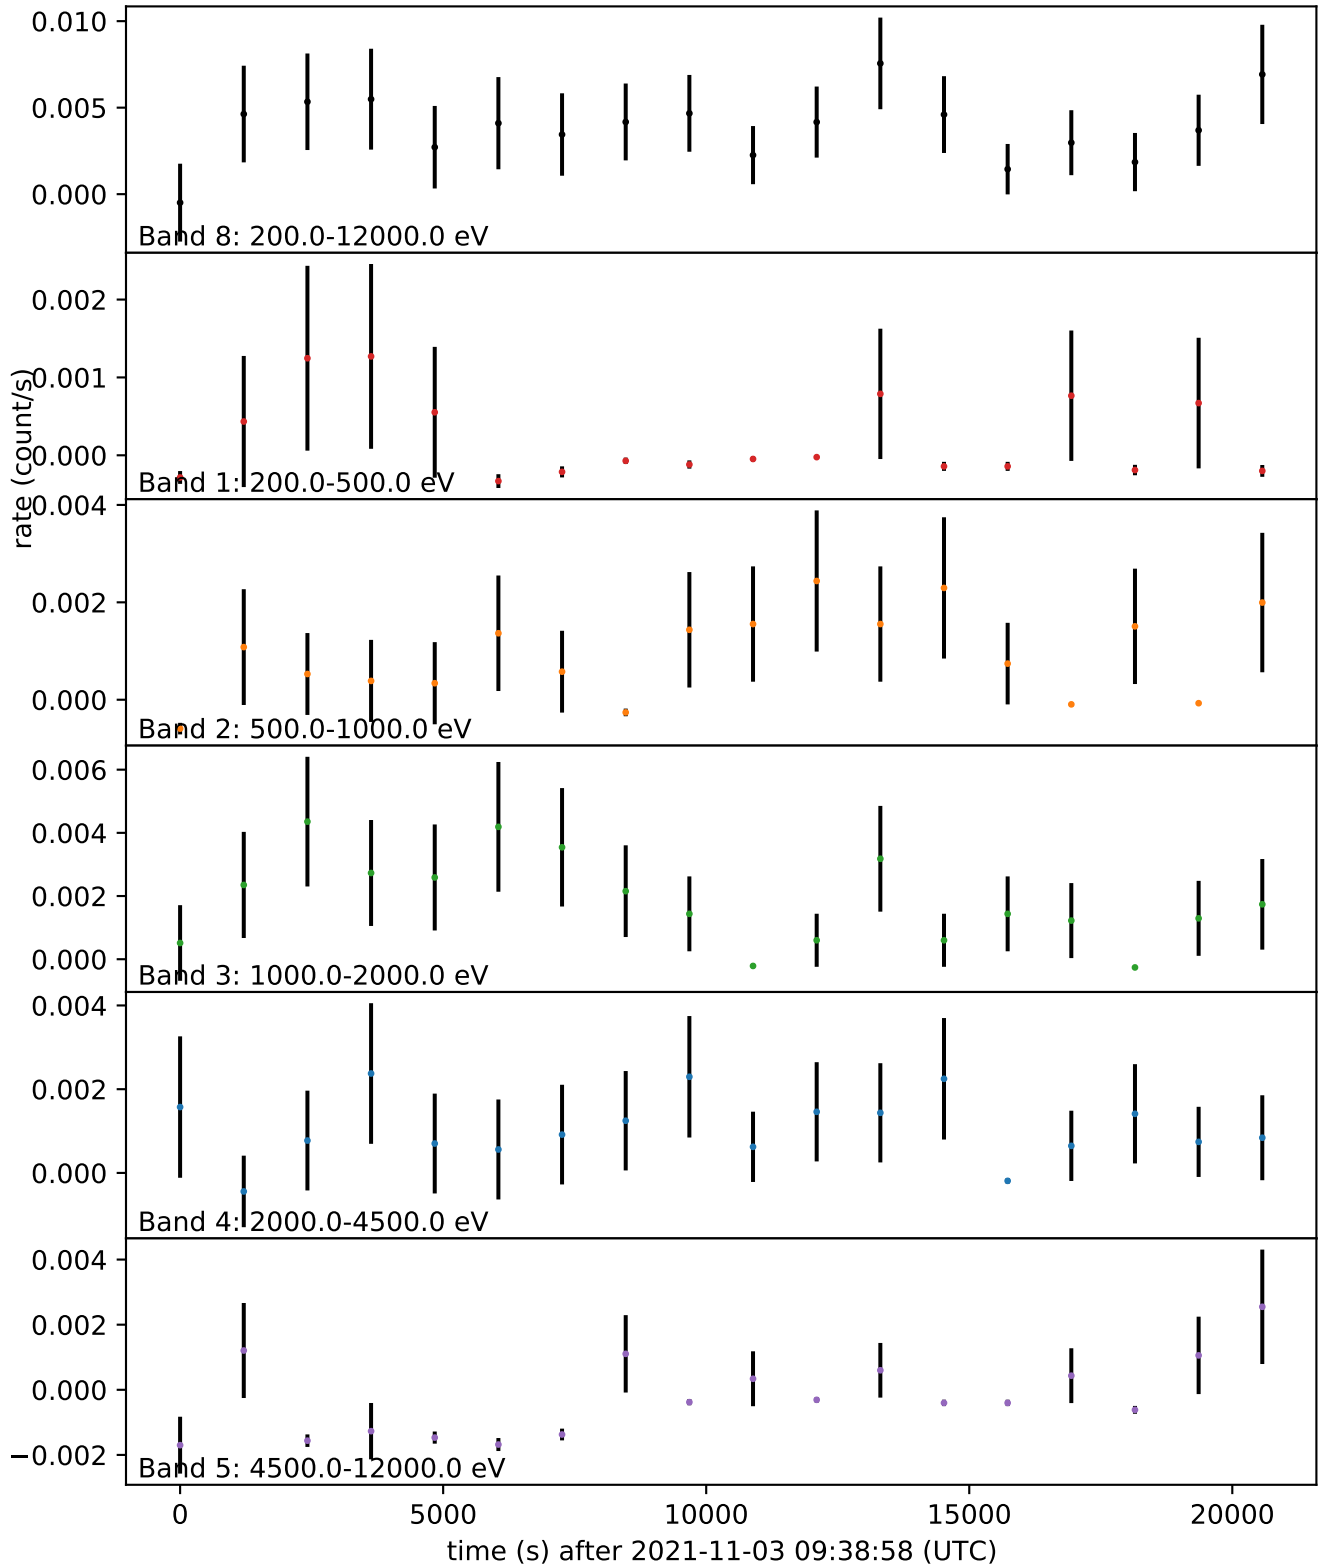 0.010
0.005
0.000
Band 8: 200.0-12000.0 eV
0.002
0.001
0.000
Band 1: 200.0-500.0 eV
rate (count/s)
0.004
0.002
0.000
Band 2: 500.0-1000.0 eV
0.006
0.004
0.002
0.000
Band 3: 1000.0-2000.0 eV
0.004
0.002
0.000
Band 4: 2000.0-4500.0 eV
0.004
0.002
0.000
−0.002
Band 5: 4500.0-12000.0 eV
0 5000 10000 15000 20000
time (s) after 2021-11-03 09:38:58 (UTC)